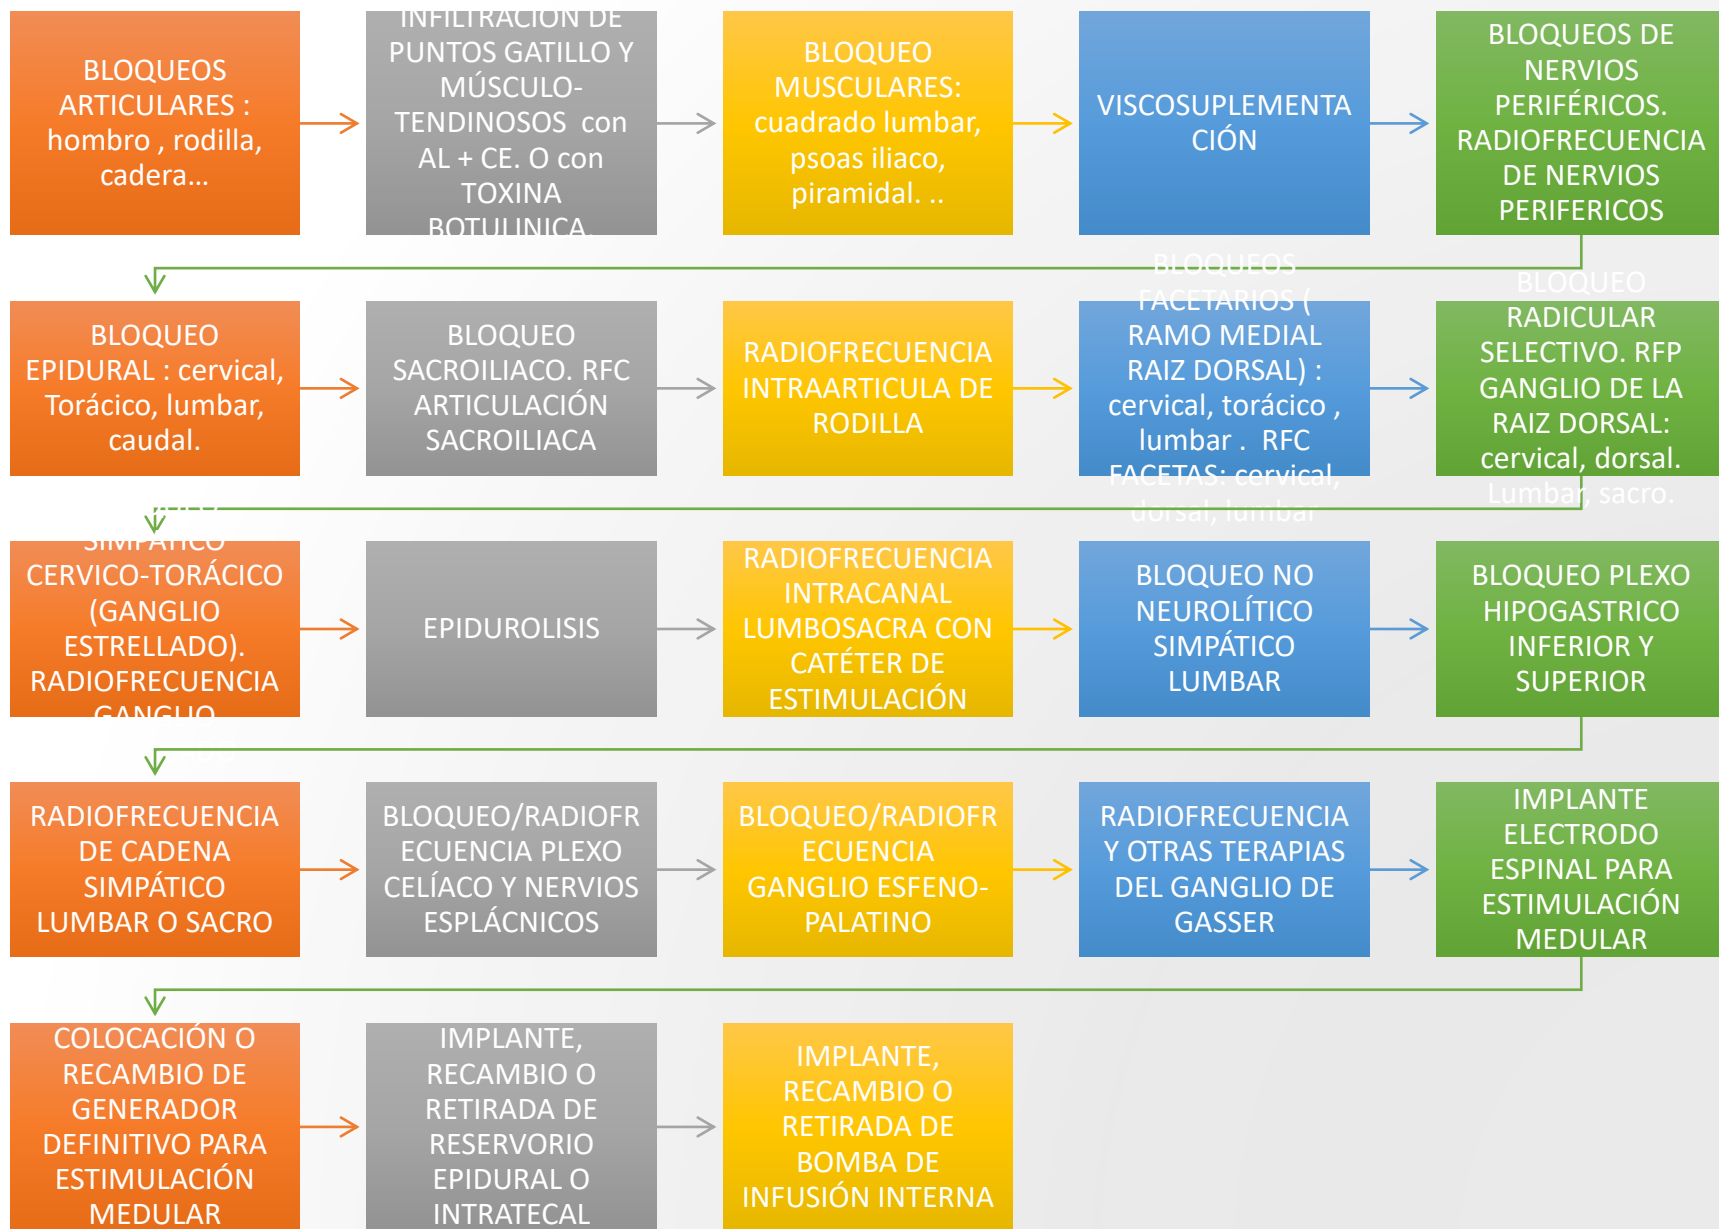 BLOQUEOS
ARTICULARES :
hombro , rodilla,
cadera...
INFILTRACIÓN DE
PUNTOS GATILLO Y
MÚSCULO-
TENDINOSOS con
AL + CE. O con
TOXINA
BOTULINICA.
BLOQUEO
MUSCULARES:
cuadrado lumbar,
psoas iliaco,
piramidal. ..
VISCOSUPLEMENTA
CIÓN
BLOQUEOS DE
NERVIOS
PERIFÉRICOS.
RADIOFRECUENCIA
DE NERVIOS
PERIFERICOS
BLOQUEO
EPIDURAL : cervical,
Torácico, lumbar,
caudal.
BLOQUEO
SACROILIACO. RFC
ARTICULACIÓN
SACROILIACA
RADIOFRECUENCIA
INTRAARTICULA DE
RODILLA
BLOQUEOS
FACETARIOS (
RAMO MEDIAL
RAIZ DORSAL) :
cervical, torácico ,
lumbar . RFC
FACETAS: cervical,
dorsal, lumbar
BLOQUEO
RADICULAR
SELECTIVO. RFP
GANGLIO DE LA
RAIZ DORSAL:
cervical, dorsal.
Lumbar, sacro.
SIMPÁTICO
CERVICO-TORÁCICO
(GANGLIO
ESTRELLADO).
RADIOFRECUENCIA
GANGLIO
EPIDUROLISIS
RADIOFRECUENCIA
INTRACANAL
LUMBOSACRA CON
CATÉTER DE
ESTIMULACIÓN
BLOQUEO NO
NEUROLÍTICO
SIMPÁTICO
LUMBAR
BLOQUEO PLEXO
HIPOGASTRICO
INFERIOR Y
SUPERIOR
RADIOFRECUENCIA
DE CADENA
SIMPÁTICO
LUMBAR O SACRO
BLOQUEO/RADIOFR
ECUENCIA PLEXO
CELÍACO Y NERVIOS
ESPLÁCNICOS
BLOQUEO/RADIOFR
ECUENCIA
GANGLIO ESFENO-
PALATINO
RADIOFRECUENCIA
Y OTRAS TERAPIAS
DEL GANGLIO DE
GASSER
IMPLANTE
ELECTRODO
ESPINAL PARA
ESTIMULACIÓN
MEDULAR
COLOCACIÓN O
RECAMBIO DE
GENERADOR
DEFINITIVO PARA
ESTIMULACIÓN
MEDULAR
IMPLANTE,
RECAMBIO O
RETIRADA DE
RESERVORIO
EPIDURAL O
INTRATECAL
IMPLANTE,
RECAMBIO O
RETIRADA DE
BOMBA DE
INFUSIÓN INTERNA